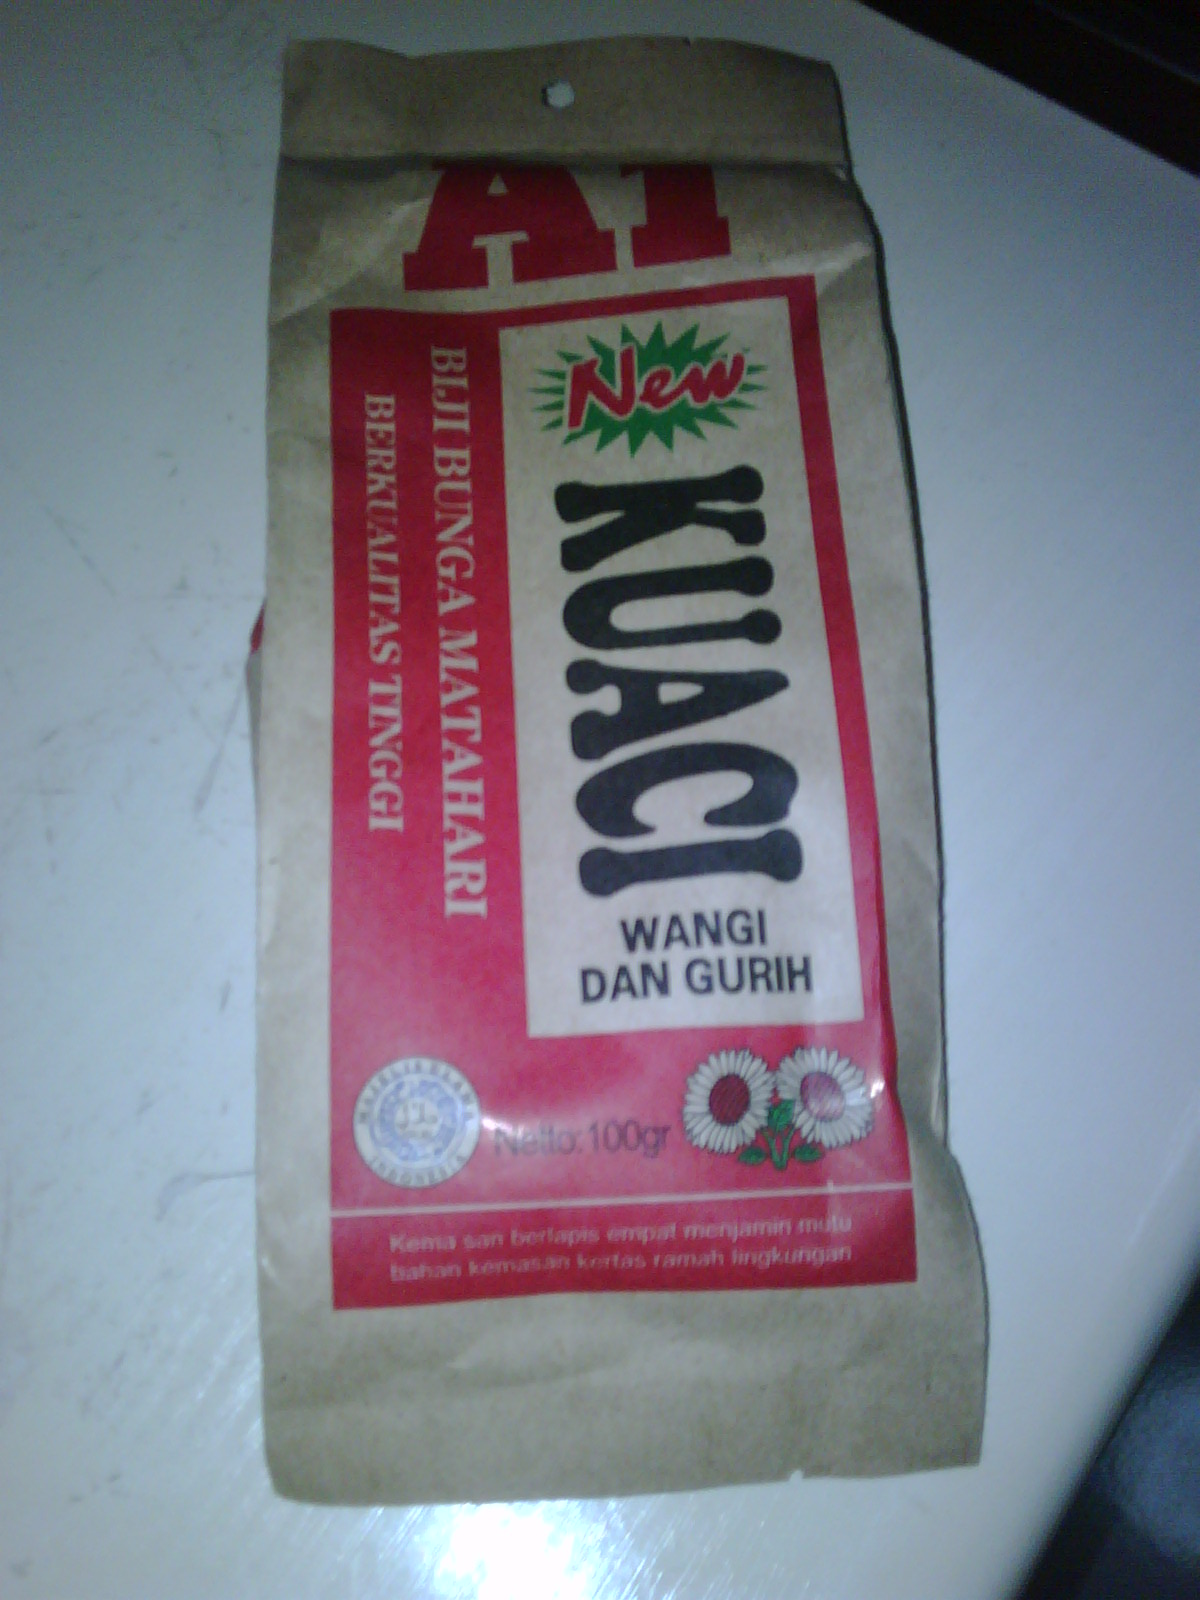 A1
New
KUACI
WANGI
DAN GURIH
BIJI BUNGA MATAHARI
BERKUALITAS TINGGI
INDONESIA
Netto: 100gr
Kema san berlapis empat menjamin mutu
bahan kemasan kertas ramah lingkungan